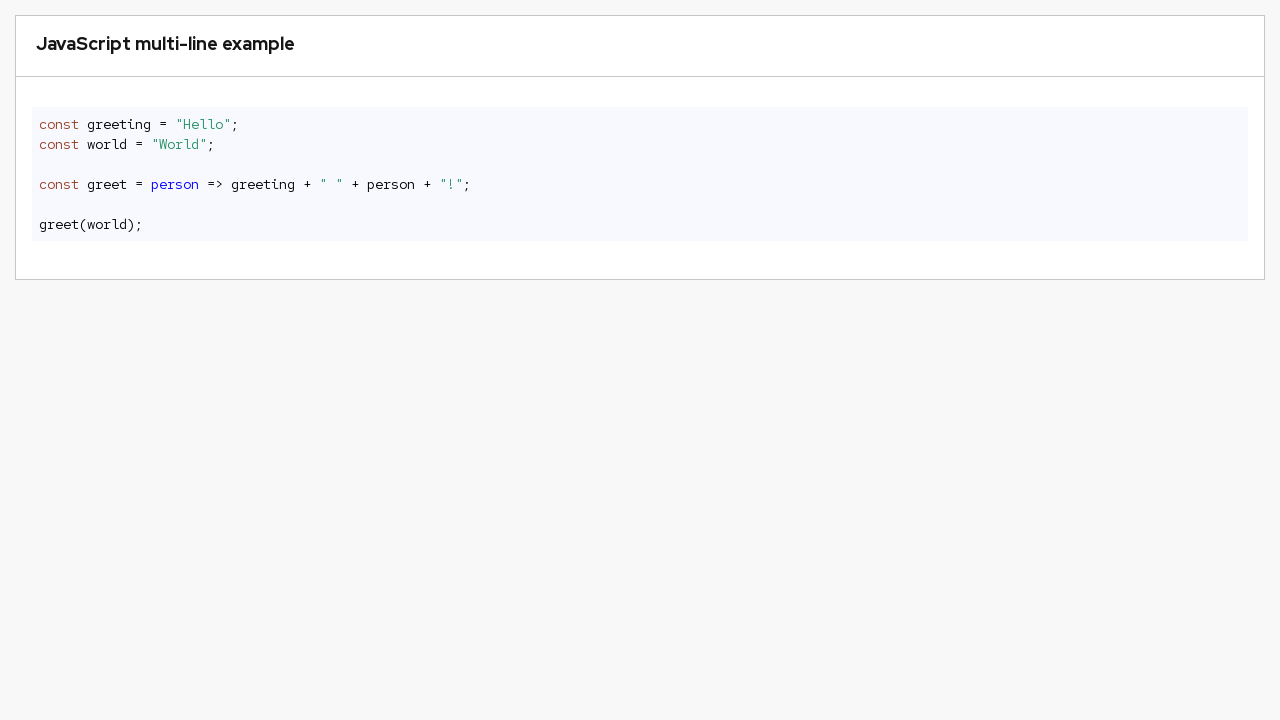 JavaScript multi-line example
const greeting = "Hello";
const world = "World";
const greet = person => greeting + " " + person + "!";
greet(world);